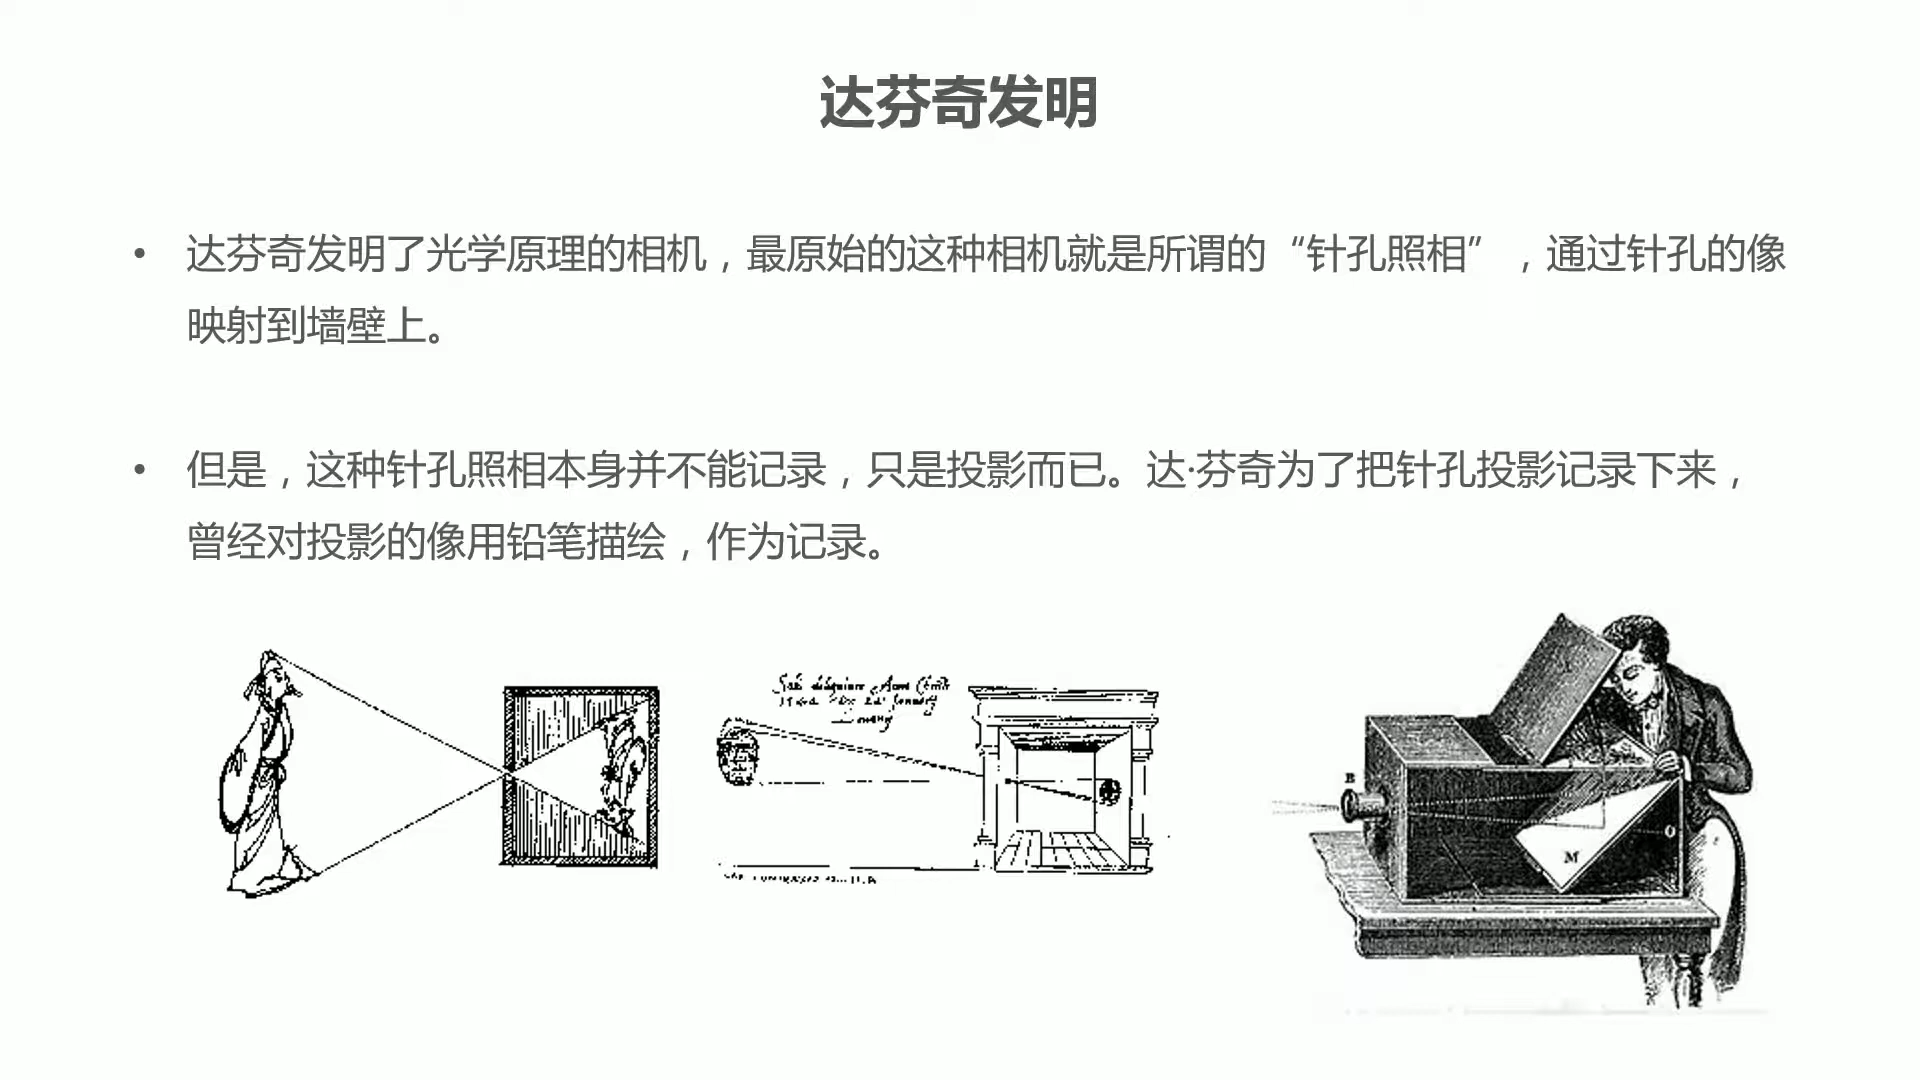 达芬奇发明
• 达芬奇发明了光学原理的相机，最原始的这种相机就是所谓的“针孔照相”，通过针孔的像
映射到墙壁上。
• 但是，这种针孔照相本身并不能记录，只是投影而已。达·芬奇为了把针孔投影记录下来，
曾经对投影的像用铅笔描绘，作为记录。
B
O
M